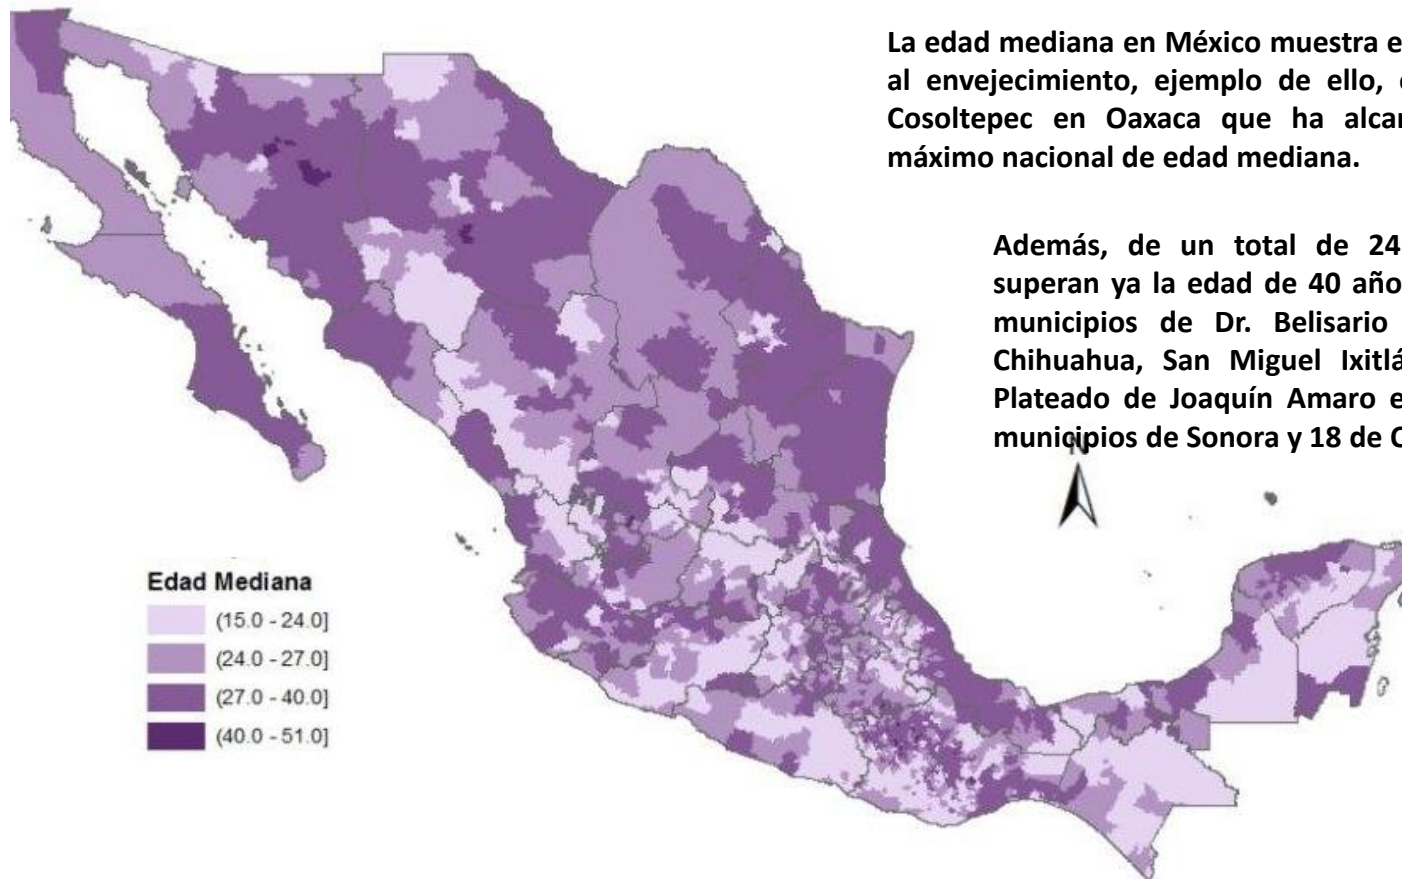 La edad mediana en México muestra e
al envejecimiento, ejemplo de ello,
Cosoltepec en Oaxaca que ha alcan
máximo nacional de edad mediana.
Además, de un total de 24
superan ya la edad de 40 año
municipios de Dr. Belisario
Chihuahua, San Miguel Ixitlá
Plateado de Joaquín Amaro e
municipios de Sonora y 18 de
N
Edad Mediana
(15.0 - 24.0]
(24.0 - 27.0]
(27.0 - 40.0]
(40.0 - 51.0]